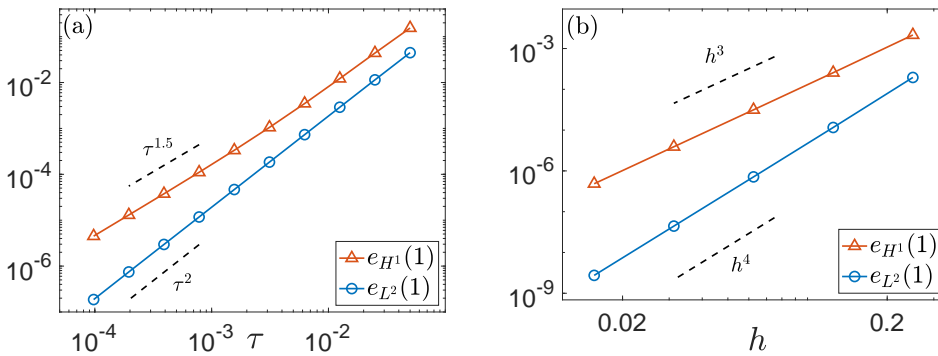 (a)
10^{-2}
10^{-4}
10^{-6}
τ^{1.5}
τ^{2}
e_{H^1}(1)
e_{L^2}(1)
10^{-4}
10^{-3}
τ
10^{-2}
(b)
10^{-3}
10^{-6}
10^{-9}
h^{3}
h^{4}
e_{H^1}(1)
e_{L^2}(1)
0.02
h
0.2